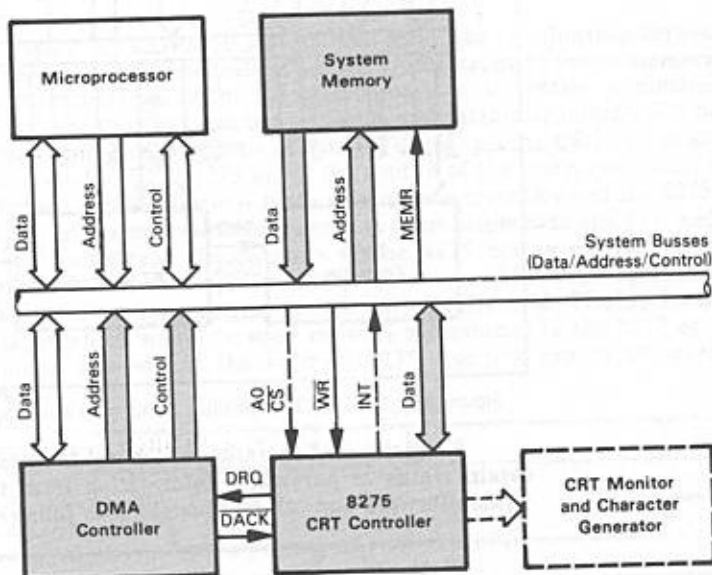 Microprocessor
System
Memory
Data
Address
Control
Data
Address
MEMR
System Busses
(Data/Address/Control)
Data
Address
Control
A0
CS
WR
INT
Data
DMA
Controller
DRQ
DACK
8275
CRT Controller
CRT Monitor
and Character
Generator